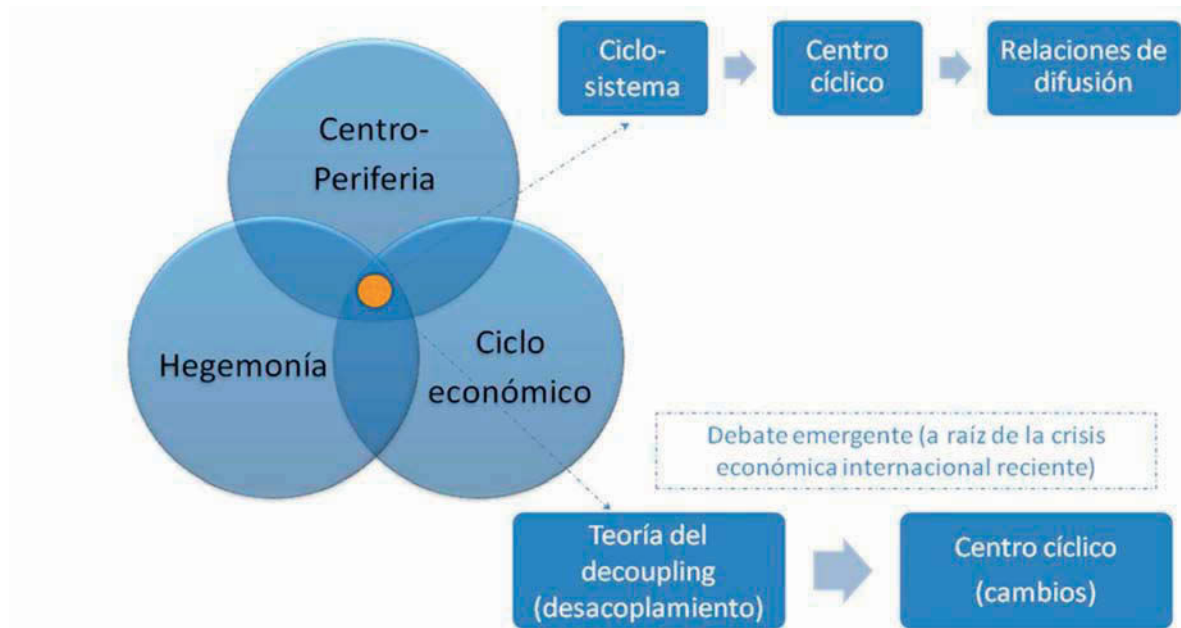 Centro-
Periferia
Hegemonía
Ciclo
económico
Ciclo-
sistema
Centro
cíclico
Relaciones de
difusión
Debate emergente (a raíz de la crisis
económica internacional reciente)
Teoría del
decoupling
(desacoplamiento)
Centro cíclico
(cambios)